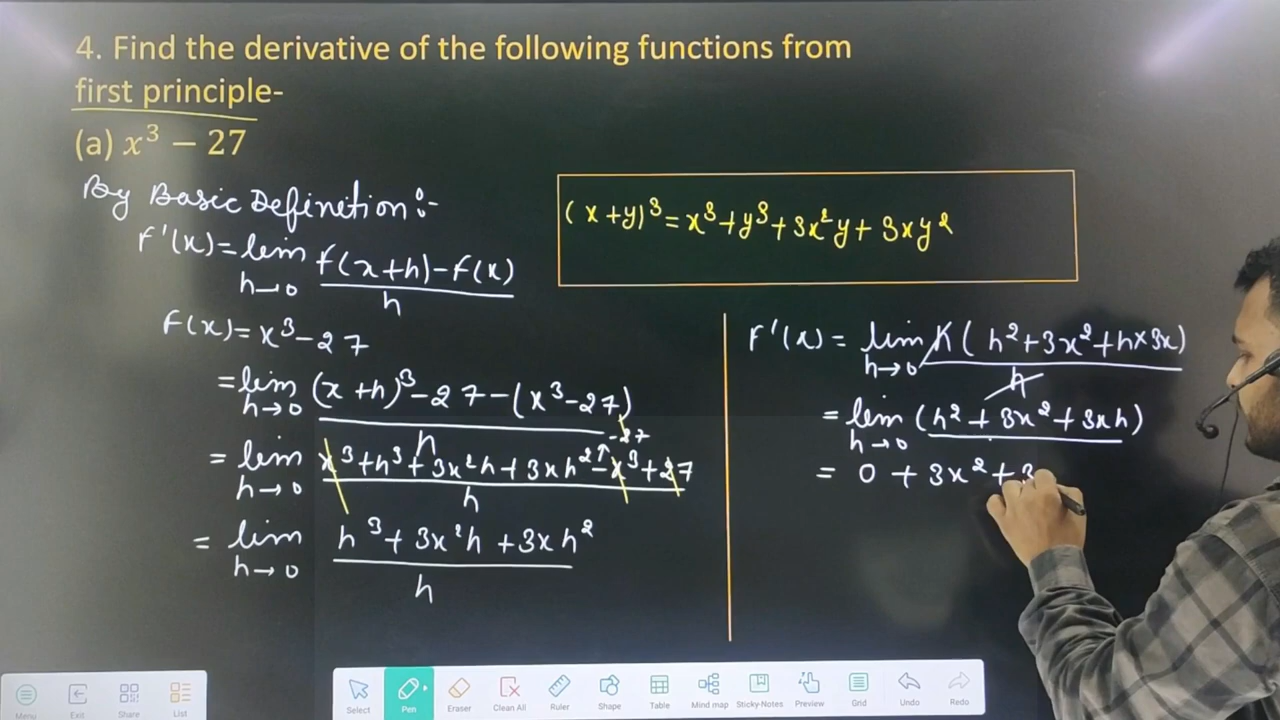 4. Find the derivative of the following functions from
first principle-
(a) x³ − 27
By Basic Definetion:-
F'(x) = lim h→0 f(x+h)-f(x) / h
F(x) = x³-27
= lim h→0 (x+h)³-27-(x³-27) / h
-27
= lim h→0 x³+h³+3x²h+3xh²-x³+27 / h
= lim h→0 h³+3x²h+3xh² / h
(x+y)³=x³+y³+3x²y+3xy²
F'(x) = lim h→0 h(h²+3x²+h×3x) / h
= lim h→0 (h²+3x²+3xh)
= 0 + 3x² + 3
Menu Exit Share List
Select Pen Eraser Clean All Ruler Shape Table Mind map Sticky-Notes Preview Grid Undo Redo